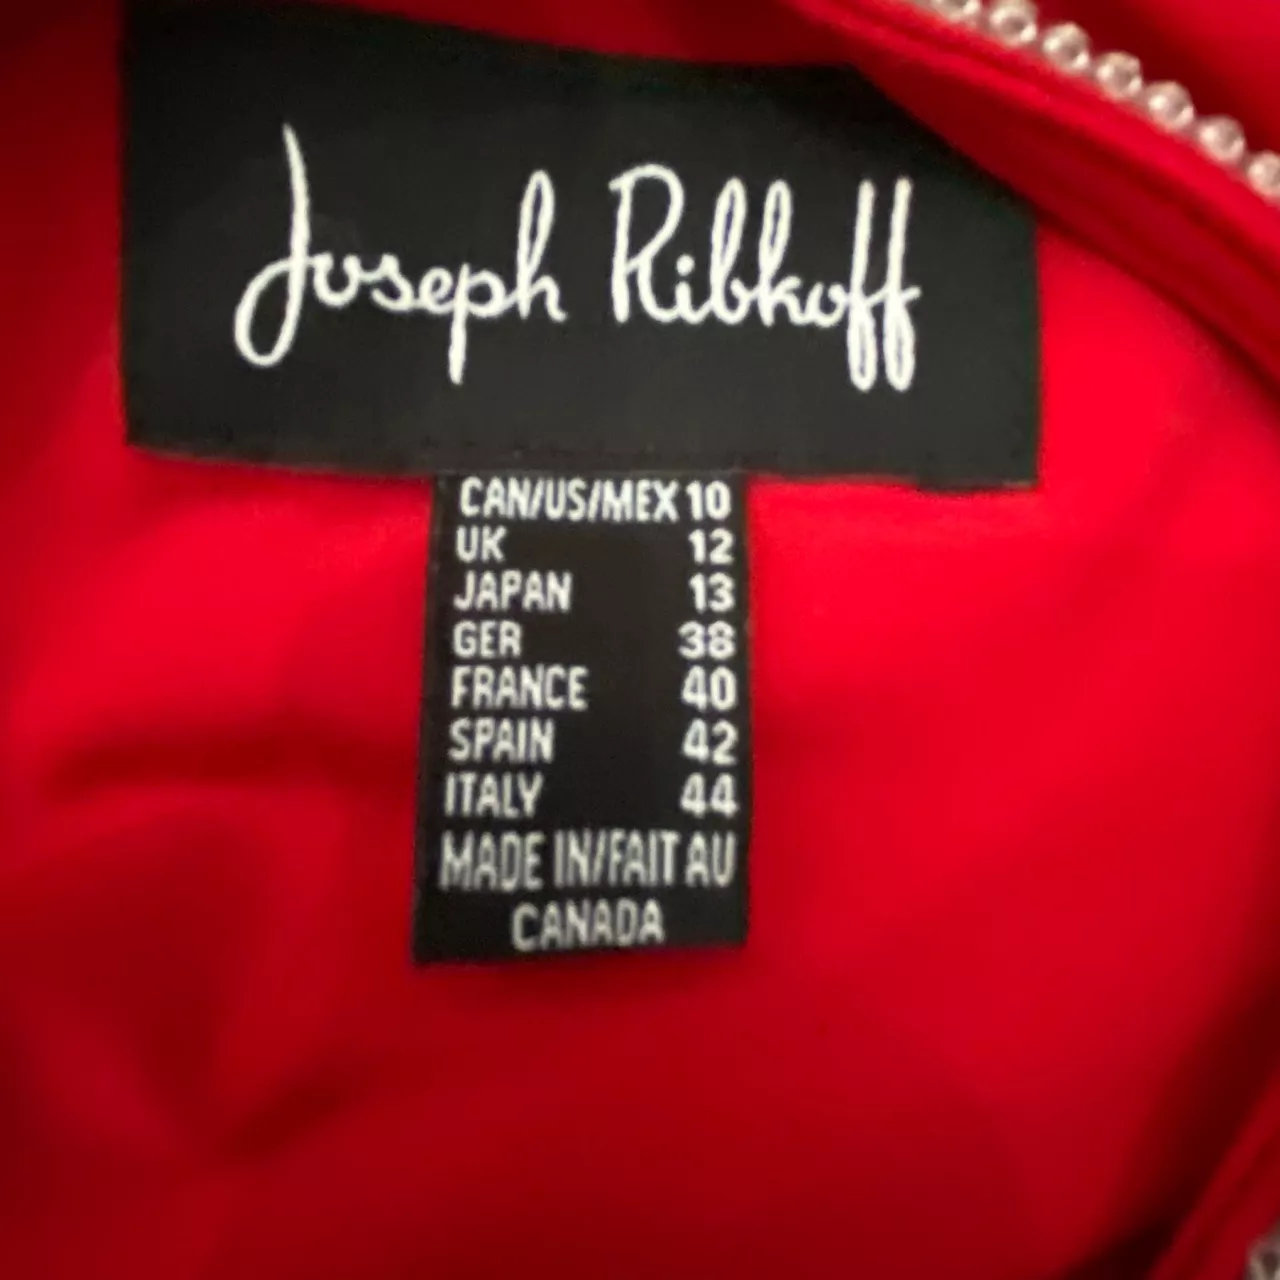 Joseph Ribkoff
CAN/US/MEX 10
UK 12
JAPAN 13
GER 38
FRANCE 40
SPAIN 42
ITALY 44
MADE IN/FAIT AU
CANADA